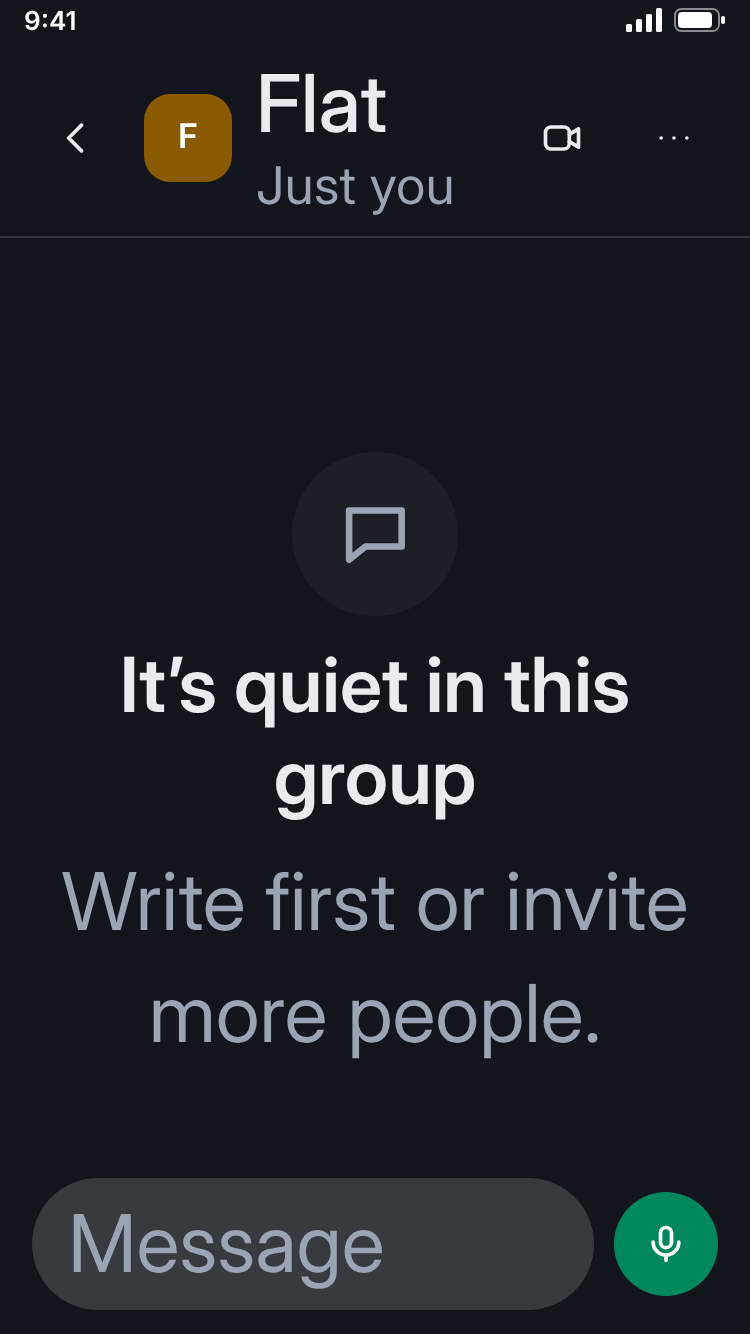 9:41
F
Flat
Just you
It’s quiet in this
group
Write first or invite
more people.
Message